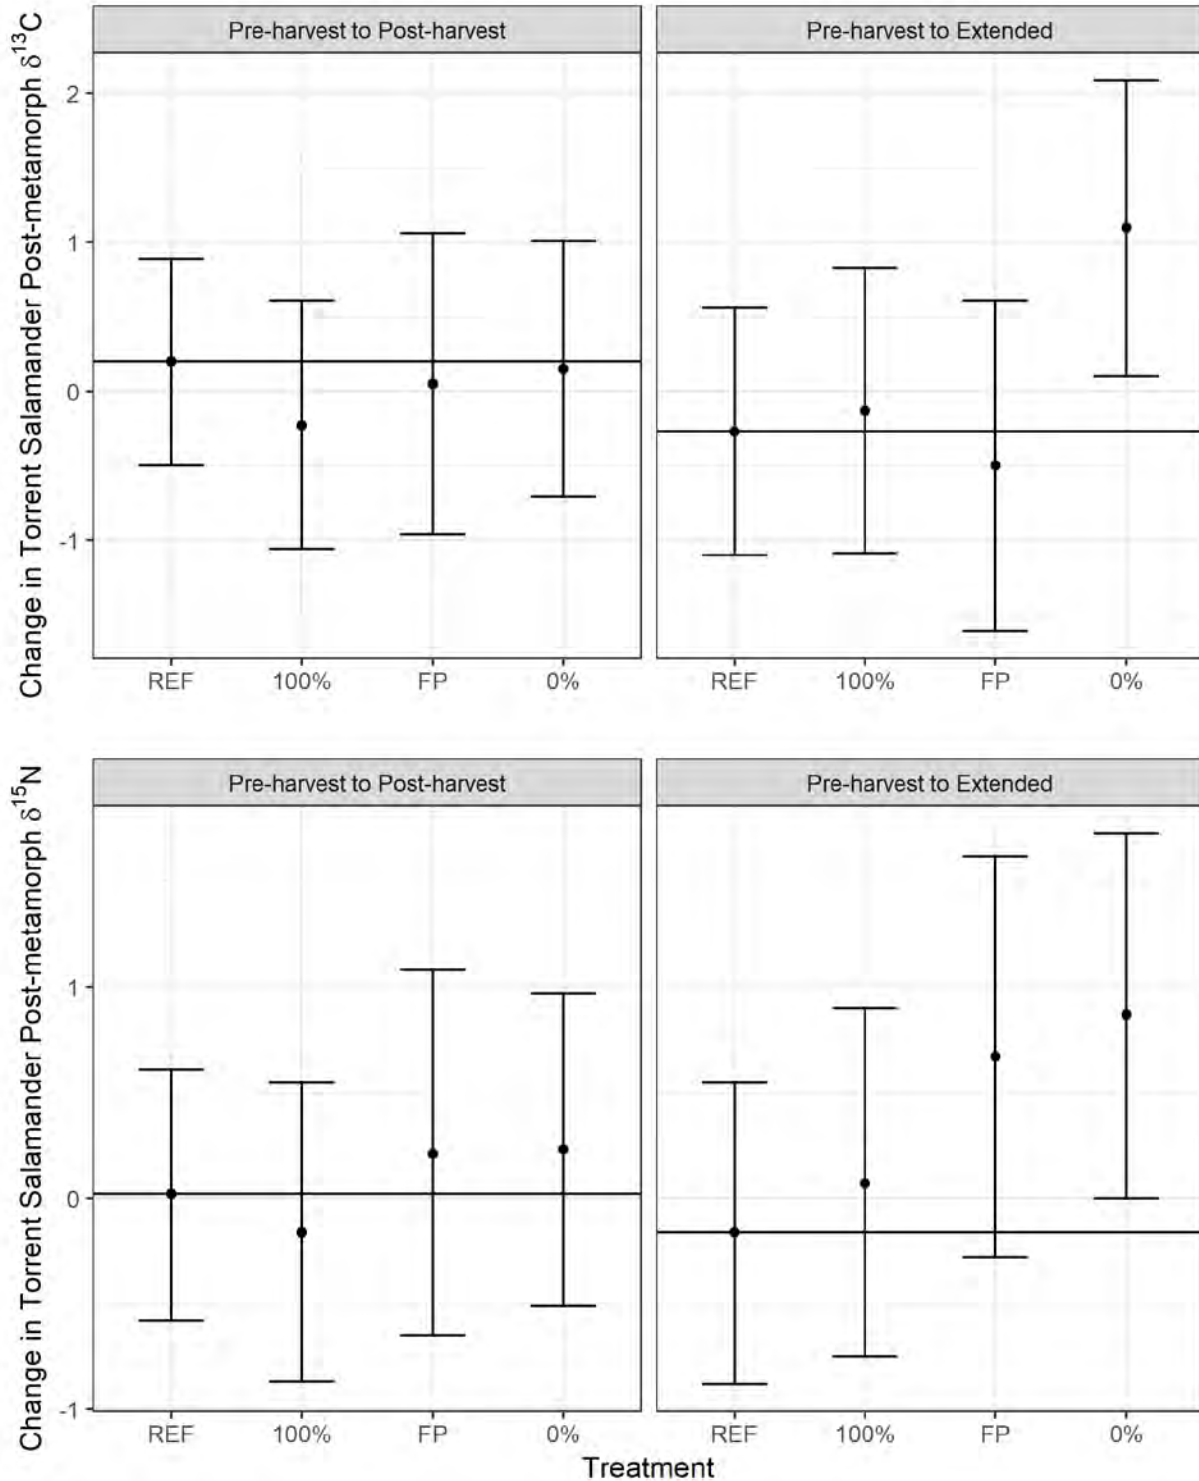 Pre-harvest to Post-harvest
Pre-harvest to Extended
Change in Torrent Salamander Post-metamorph δ¹³C
2
1
0
-1
REF 100% FP 0%
REF 100% FP 0%
Pre-harvest to Post-harvest
Pre-harvest to Extended
Change in Torrent Salamander Post-metamorph δ¹⁵N
1
0
-1
REF 100% FP 0%
REF 100% FP 0%
Treatment